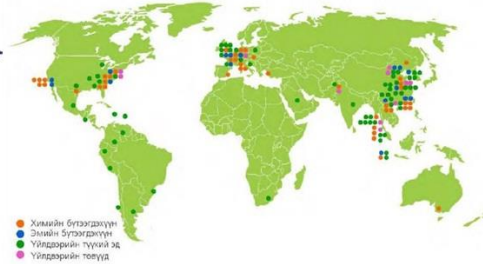 Химийн бүтээгдэхүүн
Эмийн бүтээгдэхүүн
Үйлдвэрийн түүхий эд
Үйлдвэрийн төвүүд